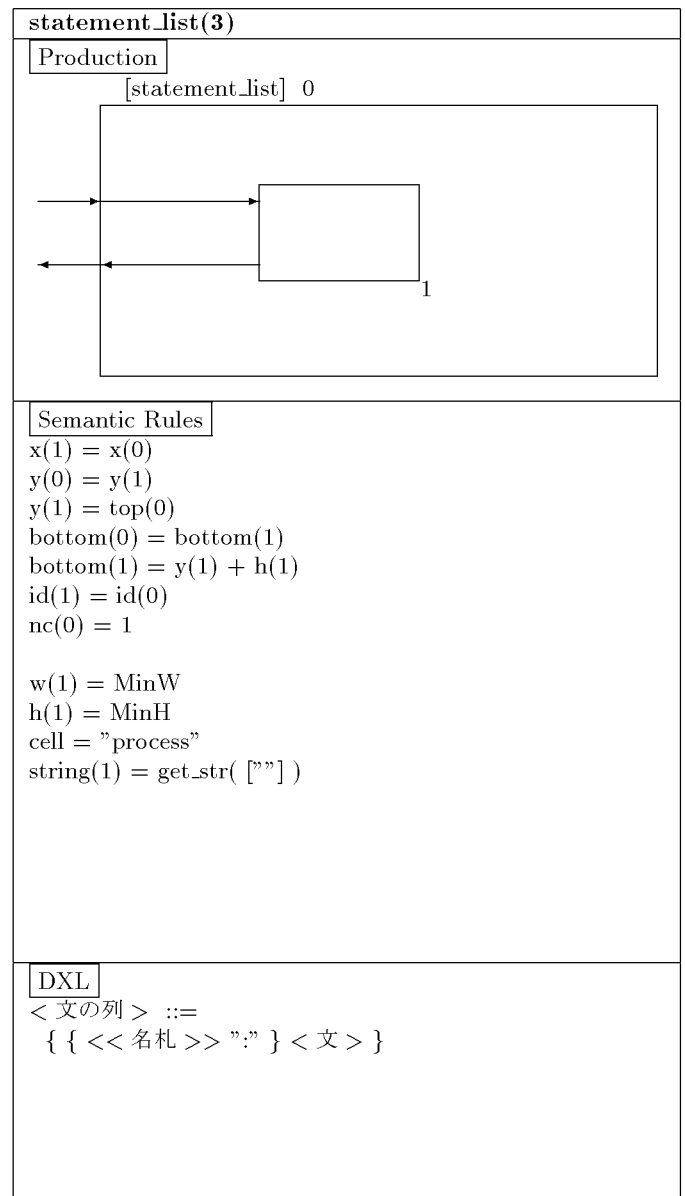 statement_list(3)
Production
[statement_list] 0
1
Semantic Rules
x(1) = x(0)
y(0) = y(1)
y(1) = top(0)
bottom(0) = bottom(1)
bottom(1) = y(1) + h(1)
id(1) = id(0)
nc(0) = 1
w(1) = MinW
h(1) = MinH
cell = ”process”
string(1) = get_str( [””] )
DXL
< 文の列 > ::=
{ { << 名札 >> ”:” } < 文 > }